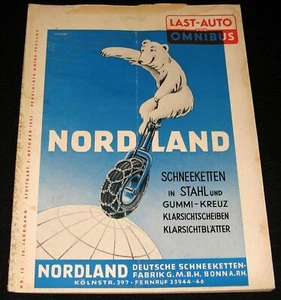 LAST-AUTO
OMNIBUS
NORDLAND
SCHNEEKETTEN
IN STAHL UND
GUMMI-KREUZ
KLARSICHTSCHEIBEN
KLARSICHTBLÄTTER
NORDLAND DEUTSCHE SCHNEEKETTEN-
FABRIK G.M.B.H. BONN A.RH.
KÖLNSTR. 397 - FERNRUF 33944-46